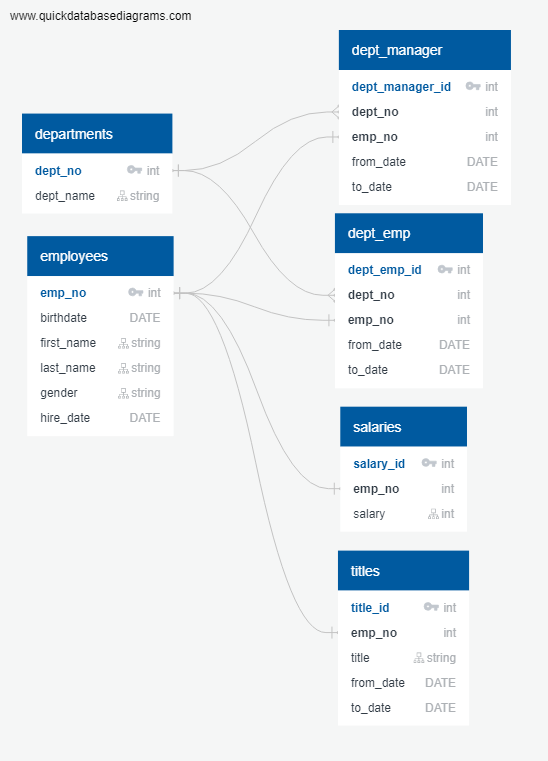 www.quickdatabasediagrams.com
departments
dept_no int
dept_name string
employees
emp_no int
birthdate DATE
first_name string
last_name string
gender string
hire_date DATE
dept_manager
dept_manager_id int
dept_no int
emp_no int
from_date DATE
to_date DATE
dept_emp
dept_emp_id int
dept_no int
emp_no int
from_date DATE
to_date DATE
salaries
salary_id int
emp_no int
salary int
titles
title_id int
emp_no int
title string
from_date DATE
to_date DATE